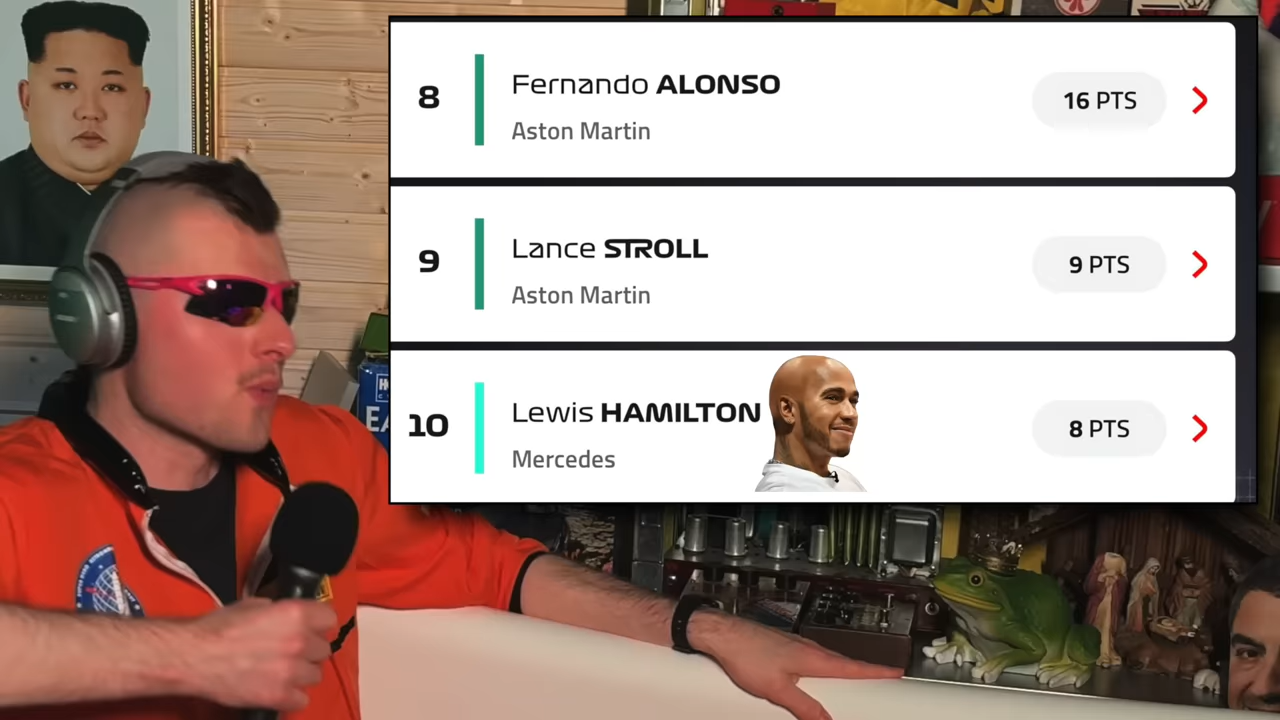 8
Fernando ALONSO
Aston Martin
16 PTS
9
Lance STROLL
Aston Martin
9 PTS
10
Lewis HAMILTON
Mercedes
8 PTS